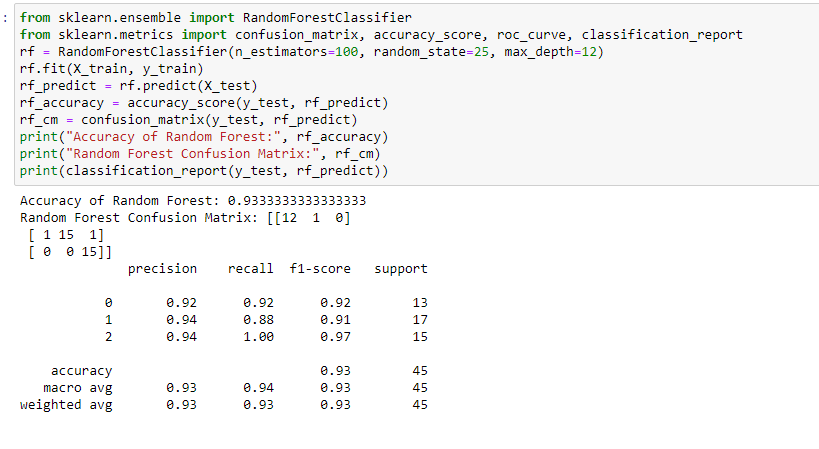 : from sklearn.ensemble import RandomForestClassifier
from sklearn.metrics import confusion_matrix, accuracy_score, roc_curve, classification_report
rf = RandomForestClassifier(n_estimators=100, random_state=25, max_depth=12)
rf.fit(X_train, y_train)
rf_predict = rf.predict(X_test)
rf_accuracy = accuracy_score(y_test, rf_predict)
rf_cm = confusion_matrix(y_test, rf_predict)
print("Accuracy of Random Forest:", rf_accuracy)
print("Random Forest Confusion Matrix:", rf_cm)
print(classification_report(y_test, rf_predict))
Accuracy of Random Forest: 0.9333333333333333
Random Forest Confusion Matrix: [[12  1  0]
 [ 1 15  1]
 [ 0  0 15]]
              precision    recall  f1-score   support
           0       0.92      0.92      0.92        13
           1       0.94      0.88      0.91        17
           2       0.94      1.00      0.97        15
    accuracy                           0.93        45
   macro avg       0.93      0.94      0.93        45
weighted avg       0.93      0.93      0.93        45